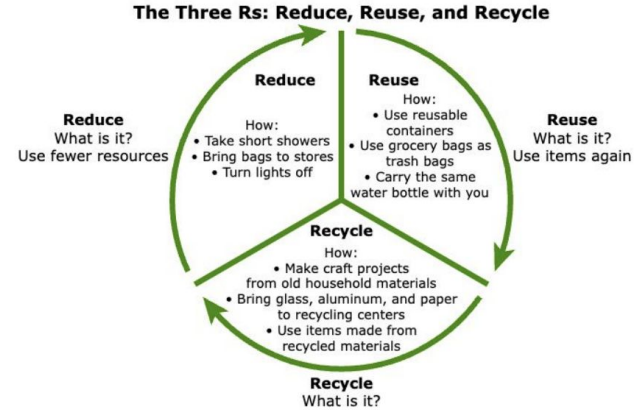 The Three Rs: Reduce, Reuse, and Recycle
Reduce
What is it?
Use fewer resources
Reduce
How:
• Take short showers
• Bring bags to stores
• Turn lights off
Reuse
How:
• Use reusable
containers
• Use grocery bags as
trash bags
• Carry the same
water bottle with you
Reuse
What is it?
Use items again
Recycle
How:
• Make craft projects
from old household materials
• Bring glass, aluminum, and paper
to recycling centers
• Use items made from
recycled materials
Recycle
What is it?